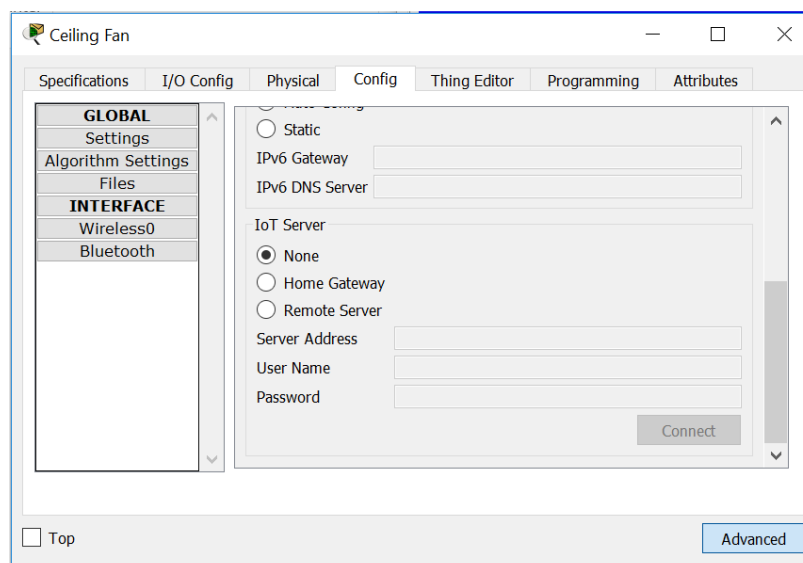 Ceiling Fan
Specifications I/O Config Physical Config Thing Editor Programming Attributes
GLOBAL
Settings
Algorithm Settings
Files
INTERFACE
Wireless0
Bluetooth
Static
IPv6 Gateway
IPv6 DNS Server
IoT Server
None
Home Gateway
Remote Server
Server Address
User Name
Password
Connect
Top
Advanced